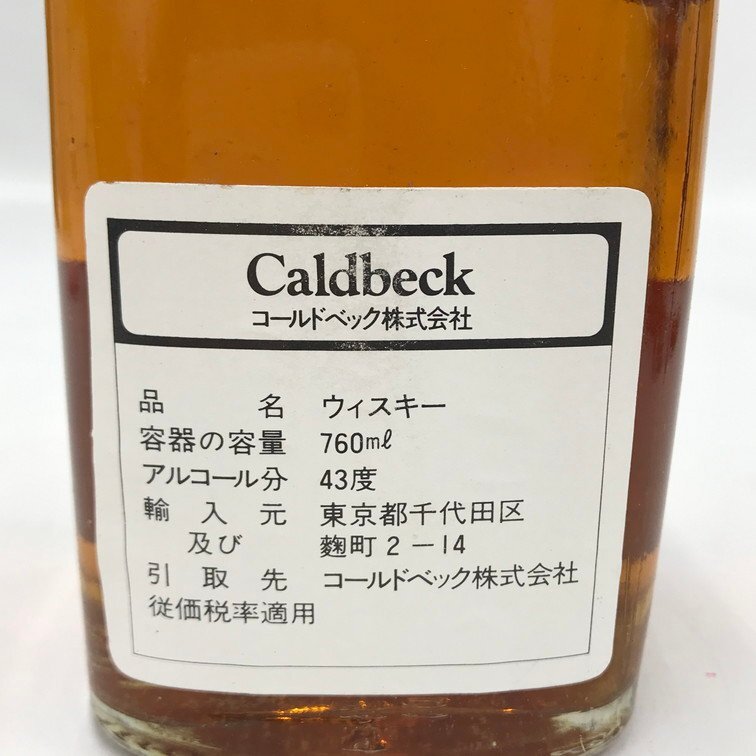 Caldbeck
コールドベック株式会社
品名 ウィスキー
容器の容量 760mℓ
アルコール分 43度
輸入元 東京都千代田区
及び 麴町2-14
引取先 コールドベック株式会社
従価税率適用